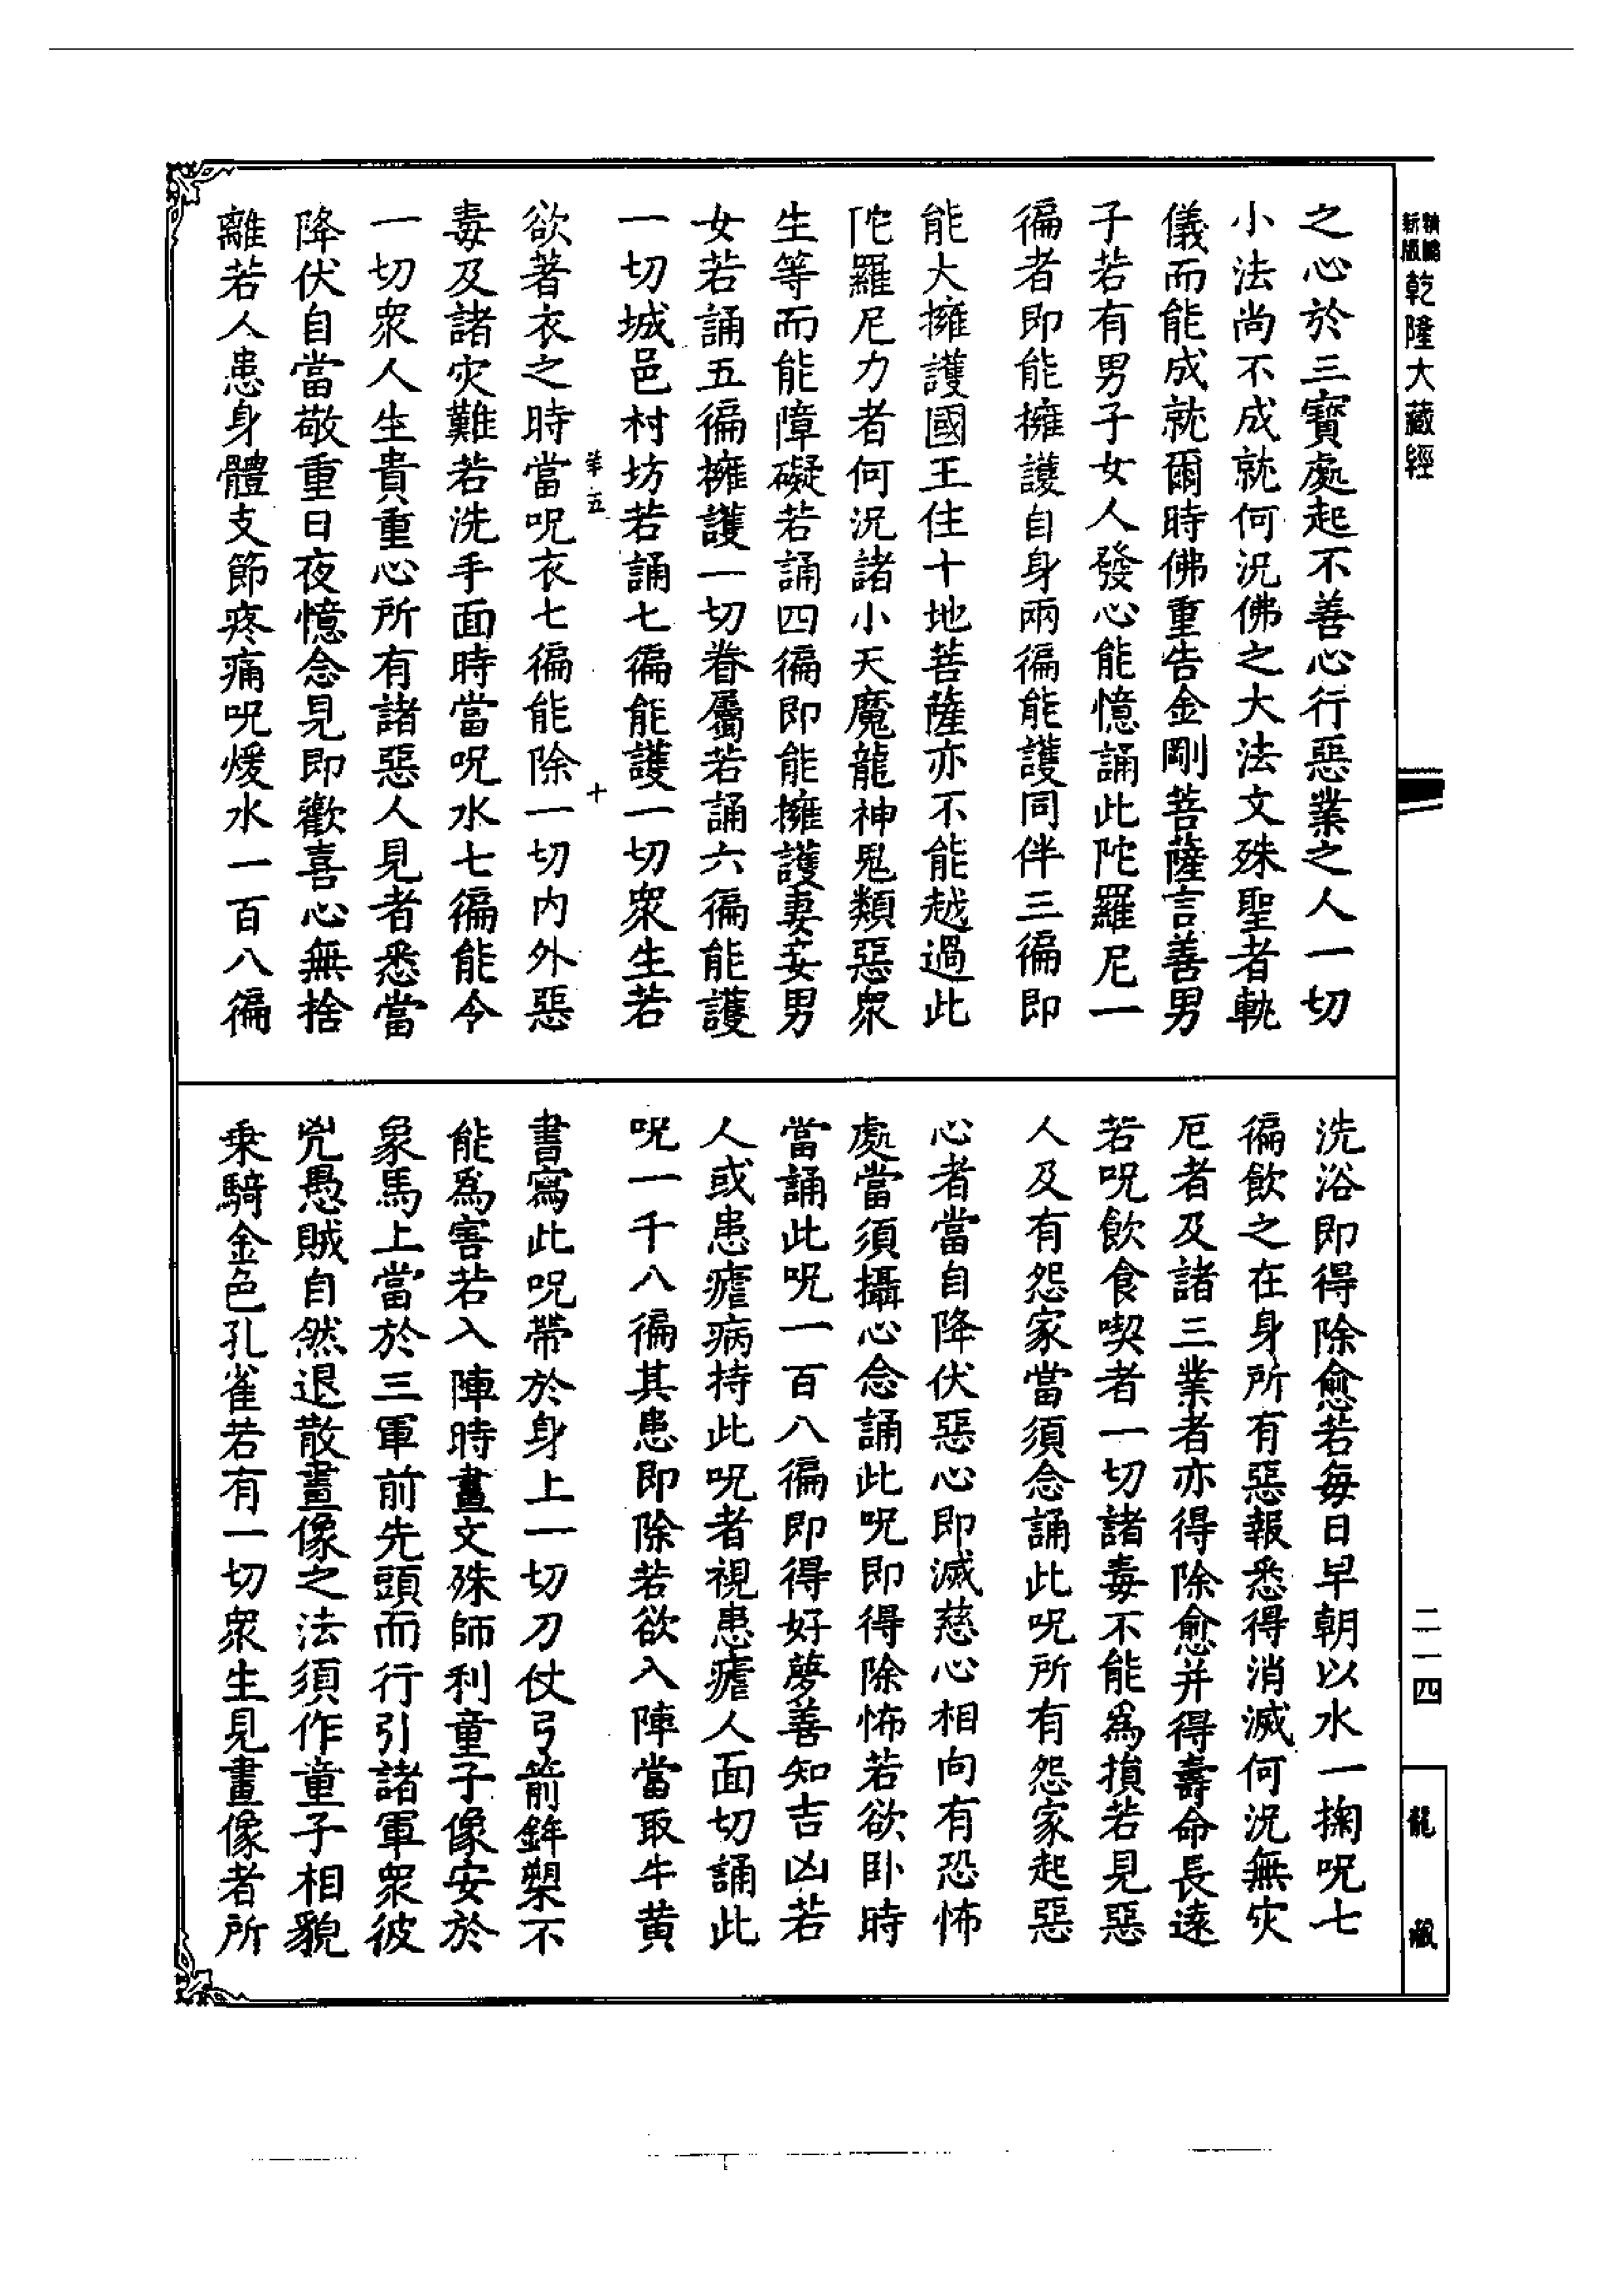 新版
精縮
乾隆大藏經
之心於三寶處起不善心行惡業之人一切
小法尚不成就何況佛之大法文殊聖者軌
儀而能成就爾時佛重告金剛菩薩言善男
子若有男子女人發心能憶誦此陀羅尼一
徧者即能擁護自身兩徧能護同伴三徧即
能大擁護國王住十地菩薩亦不能越過此
陀羅尼力者何況諸小天魔龍神鬼類惡衆
生等而能障礙若誦四徧即能擁護妻妾男
女若誦五徧擁護一切眷屬若誦六徧能護
一切城邑村坊若誦七徧能護一切衆生若
第五 十
欲著衣之時當呪衣七徧能除一切內外惡
毒及諸灾難若洗手面時當呪水七徧能令
一切衆人生貴重心所有諸惡人見者悉當
降伏自當敬重日夜憶念見即歡喜心無捨
離若人患身體支節疼痛呪煖水一百八徧
洗浴即得除愈若每日早朝以水一掬呪七
徧飲之在身所有惡報悉得消滅何況無灾
厄者及諸三業者亦得除愈并得壽命長遠
若呪飲食喫者一切諸毒不能爲損若見惡
人及有怨家當須念誦此呪所有怨家起惡
心者當自降伏惡心即滅慈心相向有恐怖
處當須攝心念誦此呪即得除怖若欲卧時
當誦此呪一百八徧即得好夢善知吉凶若
人或患瘧病持此呪者視患瘧人面切誦此
呪一千八徧其患即除若欲入陣當取牛黄
書寫此呪帶於身上一切刀仗弓箭鉾槊不
能爲害若入陣時畫文殊師利童子像安於
象馬上當於三軍前先頭而行引諸軍衆彼
兇愚賊自然退散畫像之法須作童子相貌
乗騎金色孔雀若有一切衆生見畫像者所
二一四
龍藏